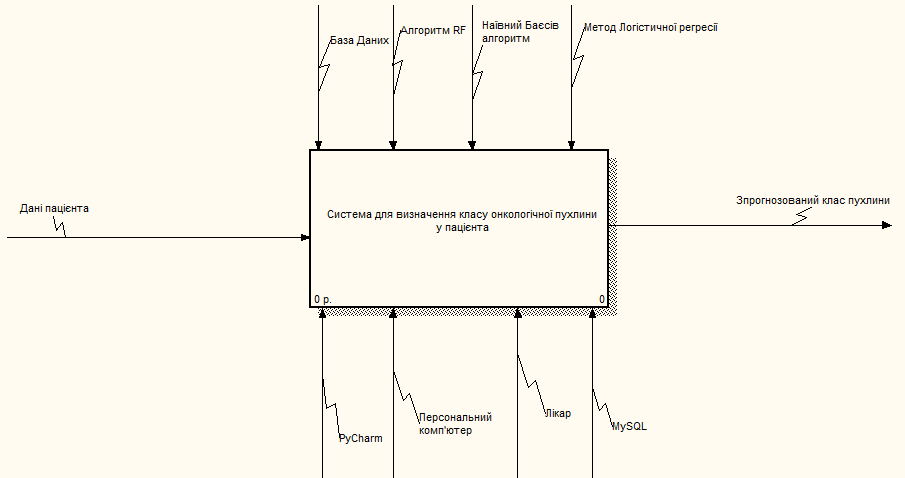 База Даних
Алгоритм RF
Наївний Баєсів
алгоритм
Метод Логістичної регресії
Дані пацієнта
Система для визначення класу онкологічної пухлини
у пацієнта
0 р.
0
Зпрогнозований клас пухлини
PyCharm
Персональний
комп'ютер
Лікар
MySQL